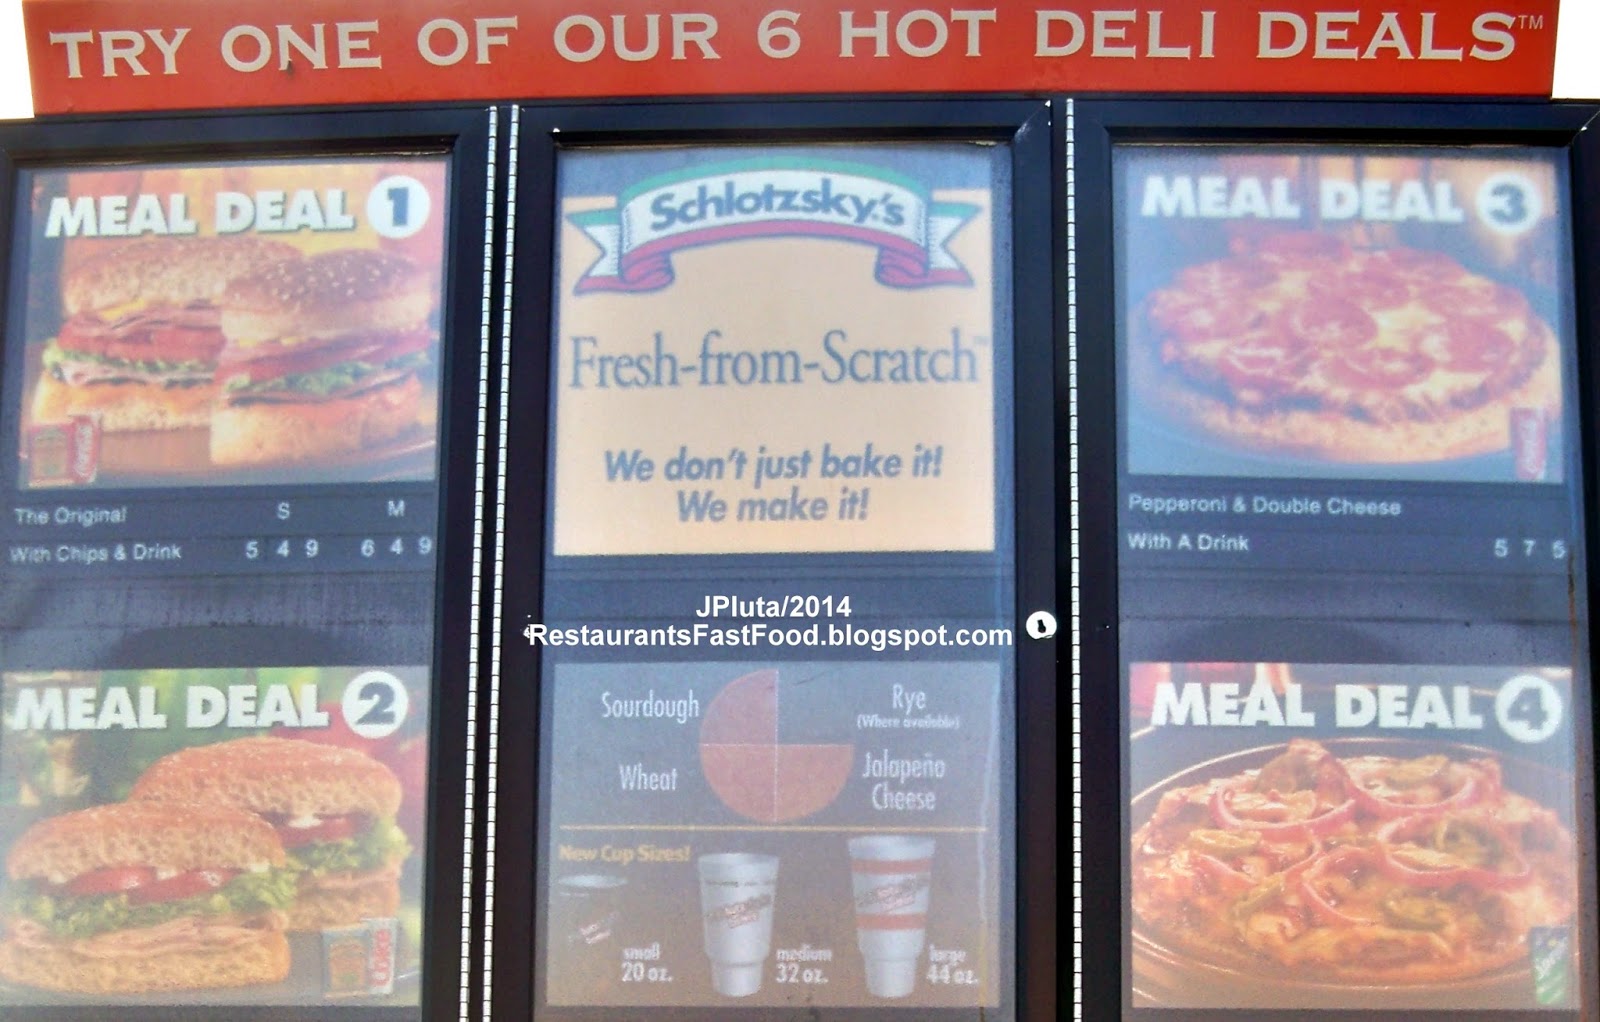 TRY ONE OF OUR 6 HOT DELI DEALS™
MEAL DEAL 1
The Original S M
With Chips & Drink 5 4 9 6 4 9
MEAL DEAL 2
Schlotzsky's
Fresh-from-Scratch™
We don't just bake it!
We make it!
JPluta/2014
RestaurantsFastFood.blogspot.com
Sourdough
Rye
(Where available)
Wheat
Jalapeño
Cheese
New Cup Sizes!
small
20 oz.
medium
32 oz.
large
44 oz.
MEAL DEAL 3
Pepperoni & Double Cheese
With A Drink 5 7 5
MEAL DEAL 4